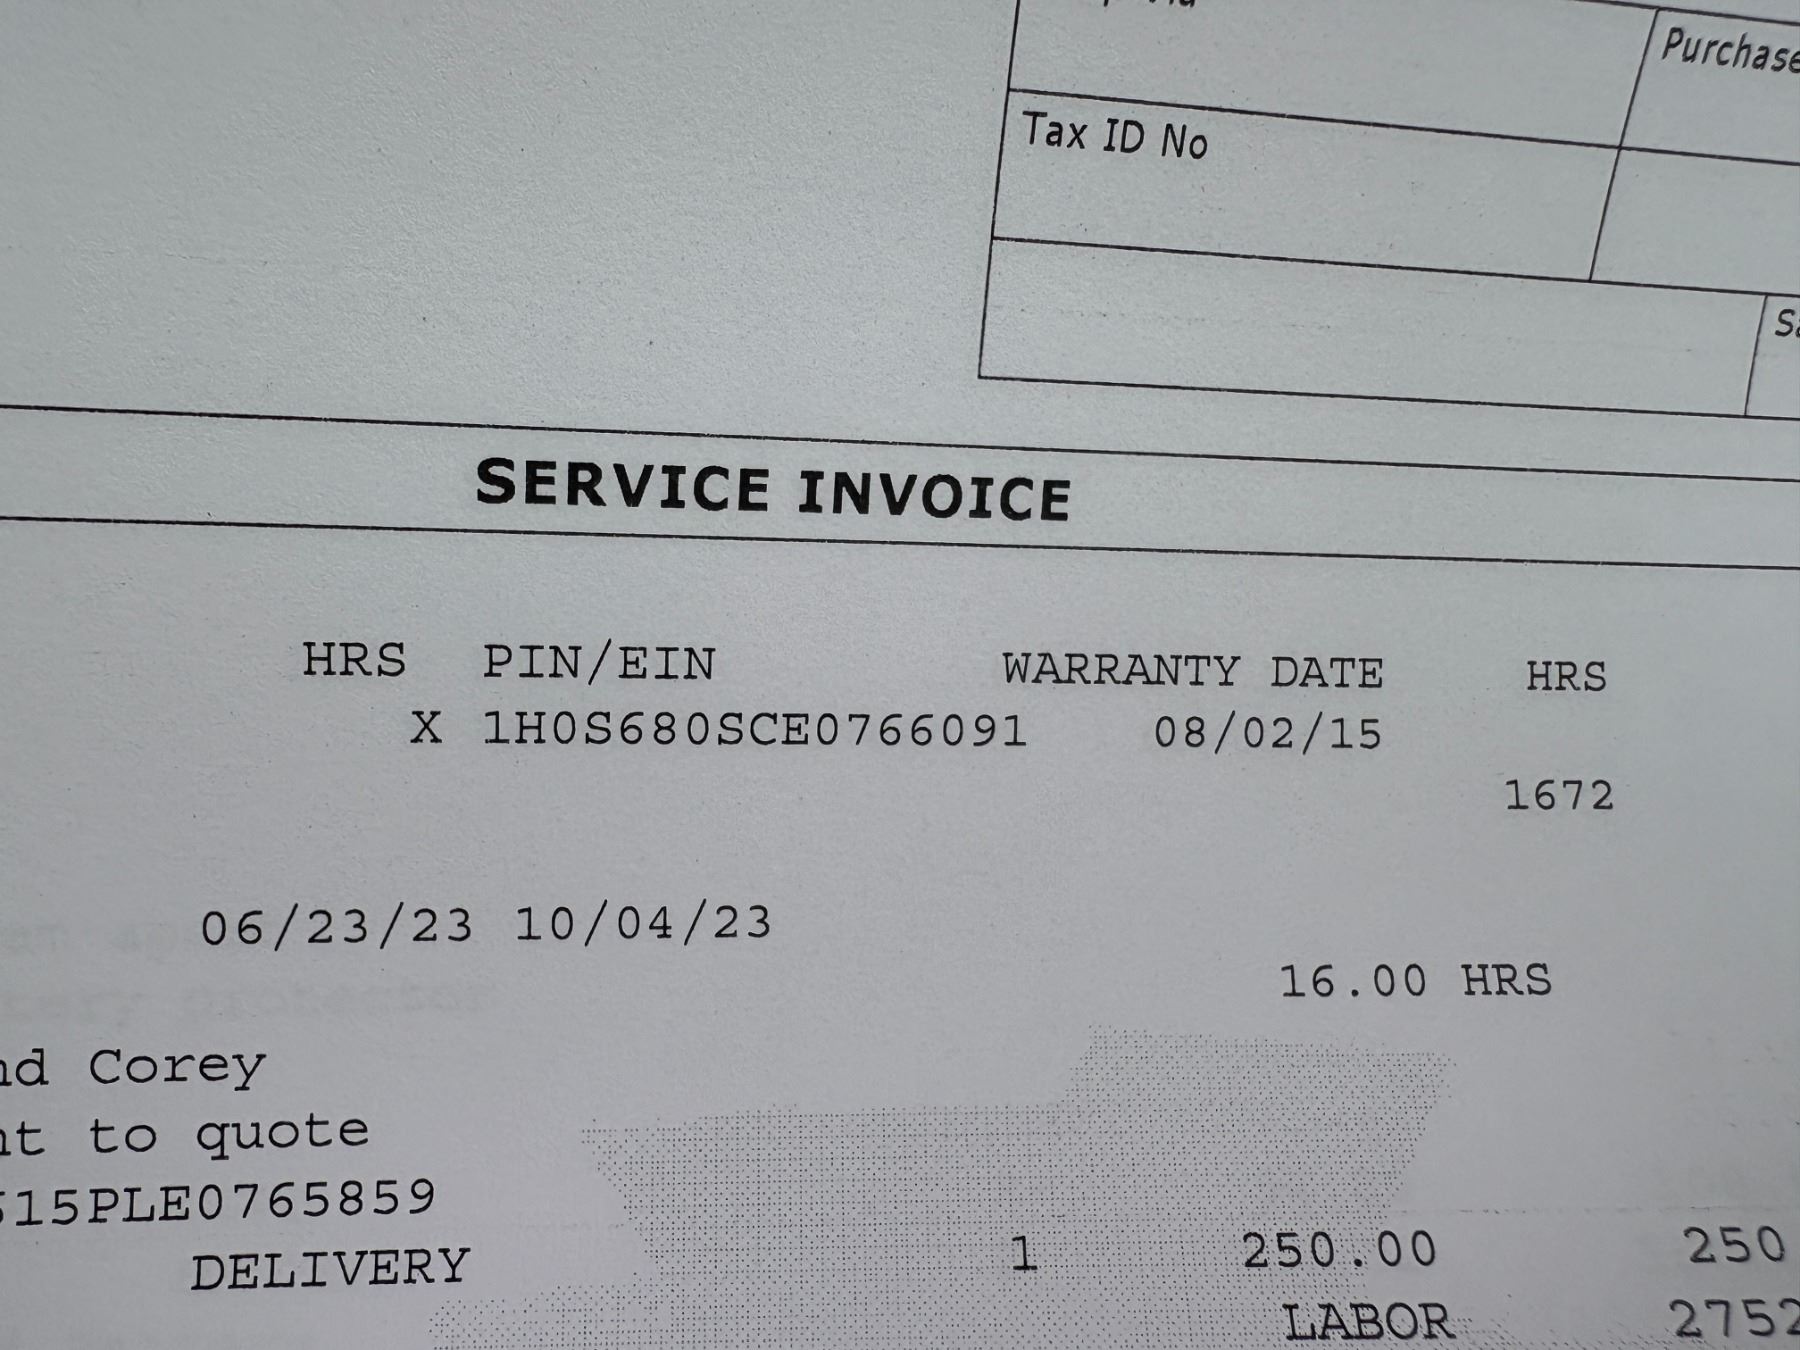 Purchase
Tax ID No
SERVICE INVOICE
HRS PIN/EIN WARRANTY DATE HRS
X 1H0S680SCE0766091 08/02/15
1672
06/23/23 10/04/23
16.00 HRS
Corey
to quote
15PLE0765859
DELIVERY 1 250.00 250
LABOR 2752